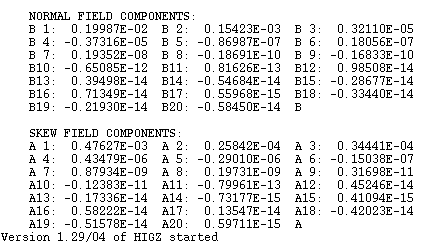 NORMAL FIELD COMPONENTS:
B 1:  0.19987E-02  B 2:  0.15423E-03  B 3:  0.32110E-05
B 4: -0.37316E-05  B 5: -0.86987E-07  B 6:  0.18056E-07
B 7:  0.19352E-08  B 8: -0.18691E-10  B 9: -0.16833E-10
B10: -0.65085E-12  B11:  0.81626E-13  B12:  0.98508E-14
B13:  0.39498E-14  B14: -0.54684E-14  B15: -0.28677E-14
B16:  0.71349E-14  B17:  0.55968E-15  B18: -0.33440E-14
B19: -0.21930E-14  B20: -0.58450E-14  B
SKEW FIELD COMPONENTS:
A 1:  0.47627E-03  A 2:  0.25842E-04  A 3:  0.34441E-04
A 4:  0.43479E-06  A 5: -0.29010E-06  A 6: -0.15038E-07
A 7:  0.87934E-09  A 8:  0.19731E-09  A 9:  0.31698E-11
A10: -0.12383E-11  A11: -0.79961E-13  A12:  0.45246E-14
A13: -0.17336E-14  A14: -0.73177E-15  A15:  0.41094E-15
A16:  0.58222E-14  A17:  0.13547E-14  A18: -0.42023E-14
A19: -0.51578E-14  A20:  0.59711E-15  A
Version 1.29/04 of HIGZ started